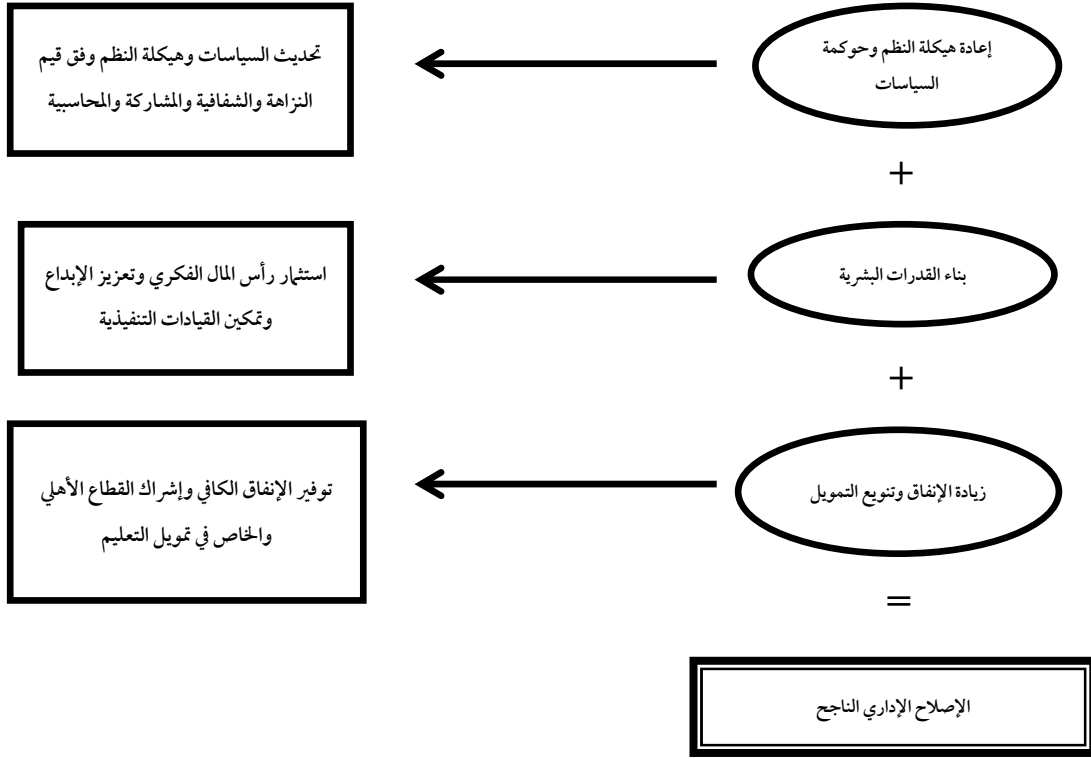 إعادة هيكلة النظم وحوكمة
السياسات
تحديث السياسات وهيكلة النظم وفق قيم
النزاهة والشفافية والمشاركة والمحاسبية
+
بناء القدرات البشرية
استثمار رأس المال الفكري وتعزيز الإبداع
وتمكين القيادات التنفيذية
+
زيادة الإنفاق وتنويع التمويل
توفير الإنفاق الكافي وإشراك القطاع الأهلي
والخاص في تمويل التعليم
=
الإصلاح الإداري الناجح